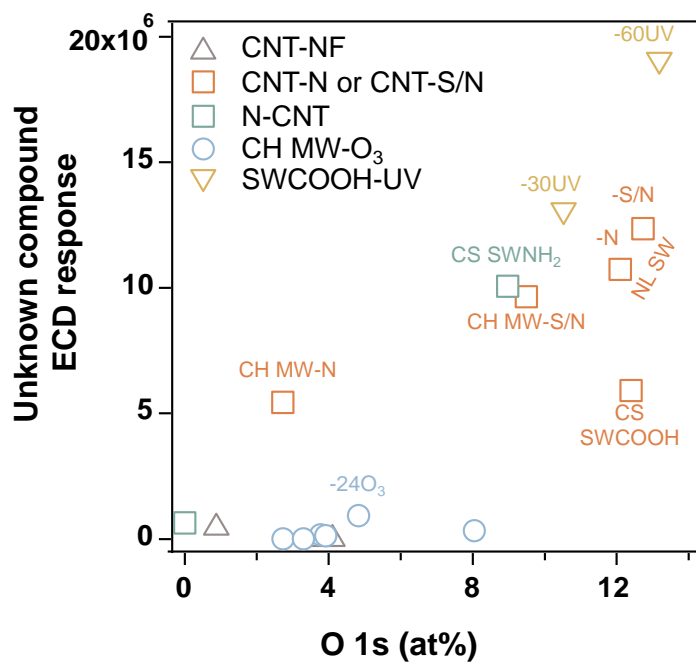 20x10⁶
15
10
5
0
Unknown compound
ECD response
CNT-NF
CNT-N or CNT-S/N
N-CNT
CH MW-O₃
SWCOOH-UV
-60UV
-30UV
-S/N
-N
NL SW
CS SWNH₂
CH MW-S/N
CH MW-N
CS
SWCOOH
-24O₃
0 4 8 12
O 1s (at%)